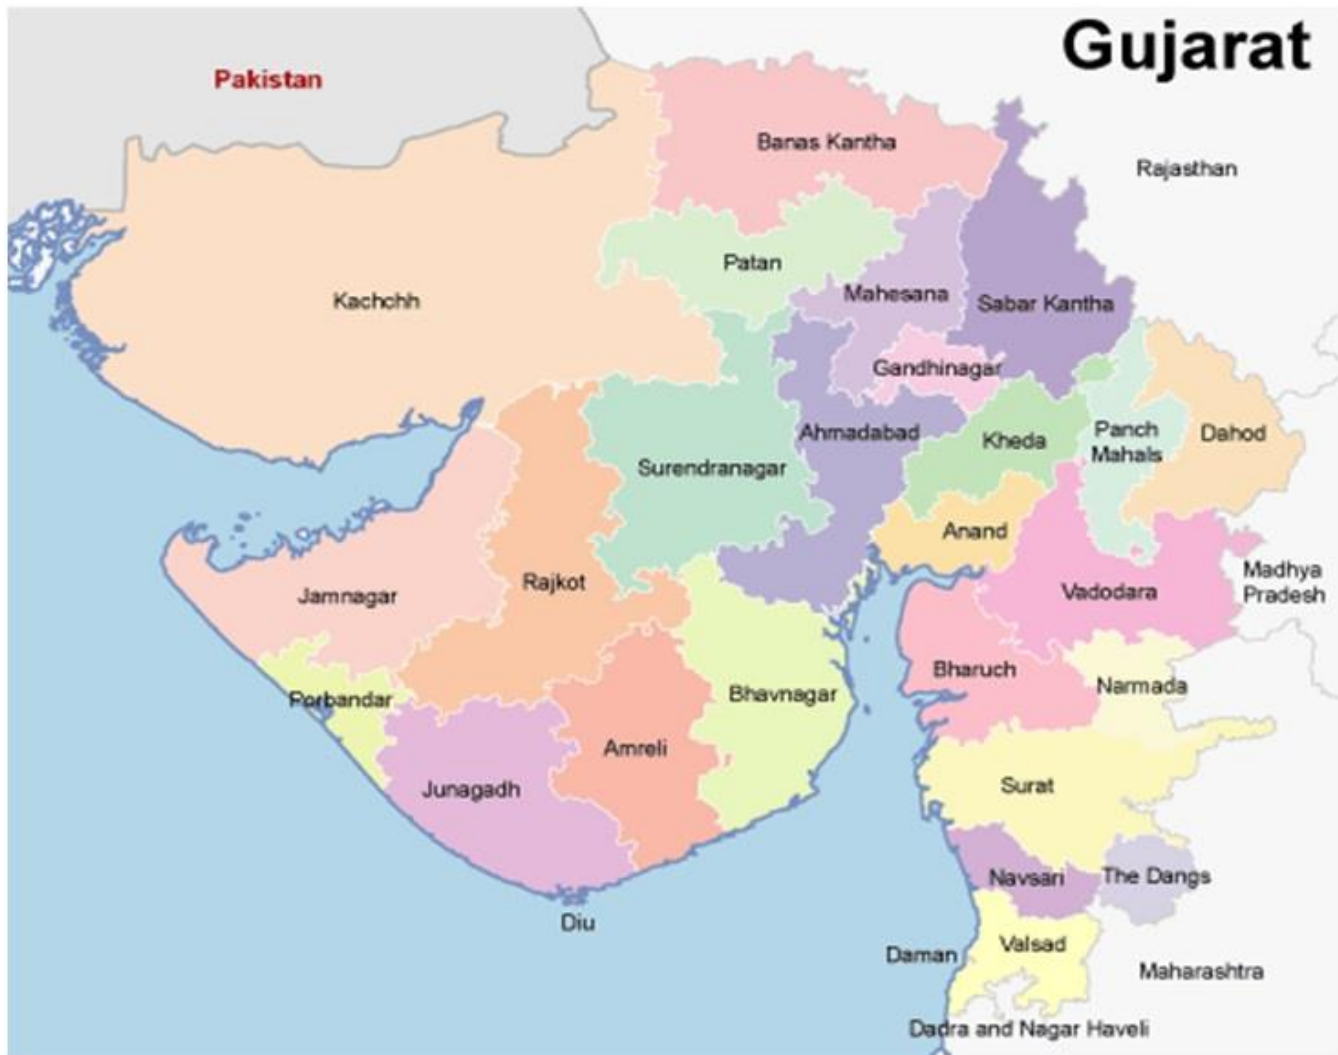 Gujarat
Pakistan
Banas Kantha
Rajasthan
Patan
Mahesana
Kachchh
Sabar Kantha
Gandhinagar
Ahmadabad
Kheda
Panch
Mahals
Dahod
Surendranagar
Anand
Rajkot
Jamnagar
Vadodara
Madhya
Pradesh
Bharuch
Narmada
Porbandar
Bhavnagar
Amreli
Junagadh
Surat
Navsari
The Dangs
Diu
Daman
Valsad
Maharashtra
Dadra and Nagar Haveli